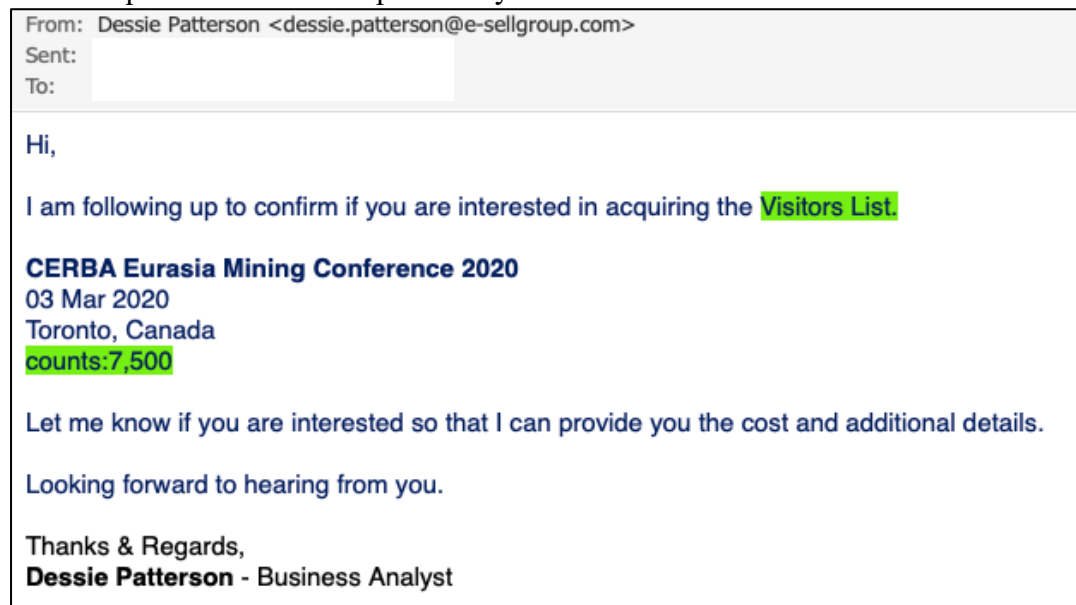 From: Dessie Patterson <dessie.patterson@e-sellgroup.com>
Sent:
To:
Hi,
I am following up to confirm if you are interested in acquiring the Visitors List.
CERBA Eurasia Mining Conference 2020
03 Mar 2020
Toronto, Canada
counts:7,500
Let me know if you are interested so that I can provide you the cost and additional details.
Looking forward to hearing from you.
Thanks & Regards,
Dessie Patterson - Business Analyst